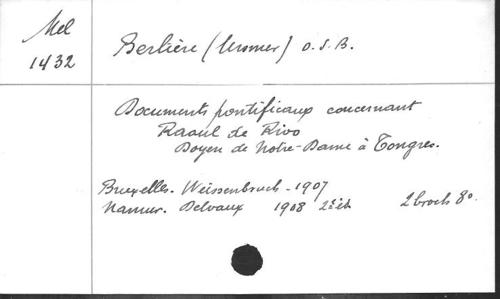 Mel
1432
Berlière (Ursmer) O.S.B.
Documents pontificaux concernant
Raoul de Rivo
Doyen de Notre-Dame à Tongres.
Bruxelles. Weissenbruch - 1907
Namur. Delvaux 1908 2e éd. 2 broch 8o.